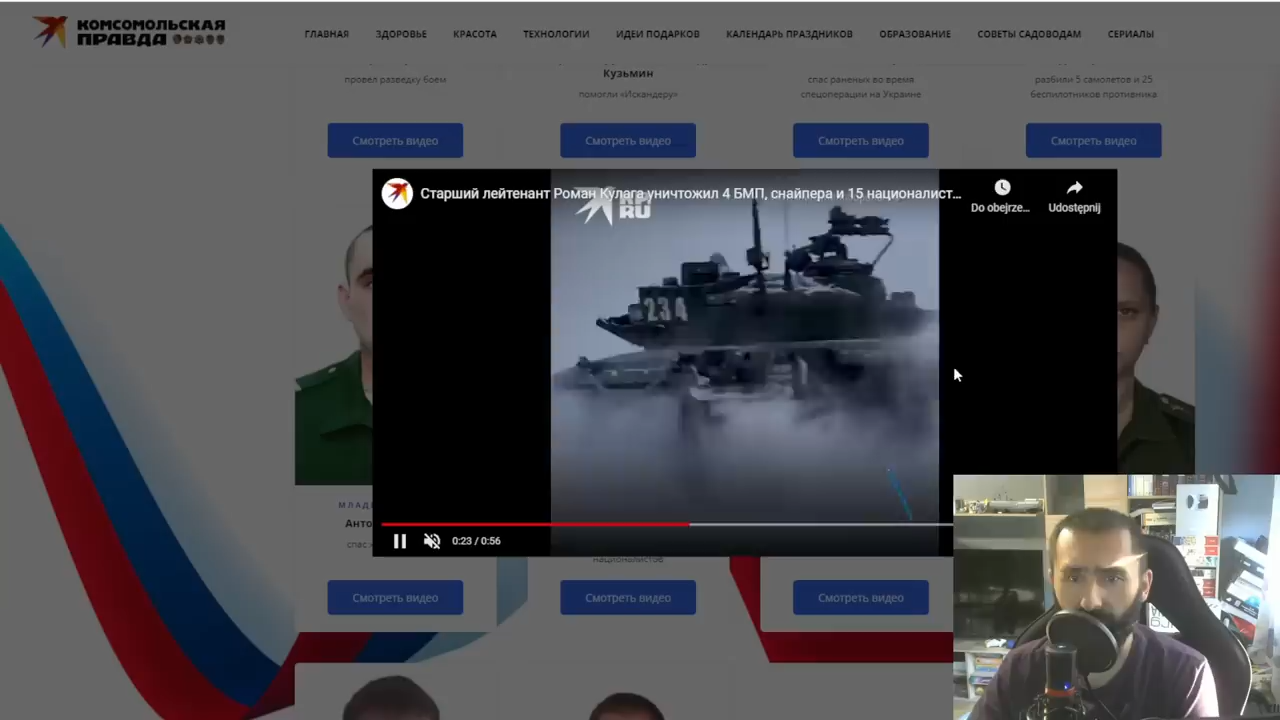 КОМСОМОЛЬСКАЯ
ПРАВДА
ГЛАВНАЯ
ЗДОРОВЬЕ
КРАСОТА
ТЕХНОЛОГИИ
ИДЕИ ПОДАРКОВ
КАЛЕНДАРЬ ПРАЗДНИКОВ
ОБРАЗОВАНИЕ
СОВЕТЫ САДОВОДАМ
СЕРИАЛЫ
провел разведку боем
Кузьмин
помогли «Искандеру»
спас раненых во время
спецоперации на Украине
разбили 5 самолетов и 25
беспилотников противника
Смотреть видео
Смотреть видео
Смотреть видео
Смотреть видео
Старший лейтенант Роман Кулага уничтожил 4 БМП, снайпера и 15 националист...
Do obejrze...
Udostępnij
RU
234
МЛАД
Анто
спас
0:23 / 0:56
националистов
Смотреть видео
Смотреть видео
Смотреть видео